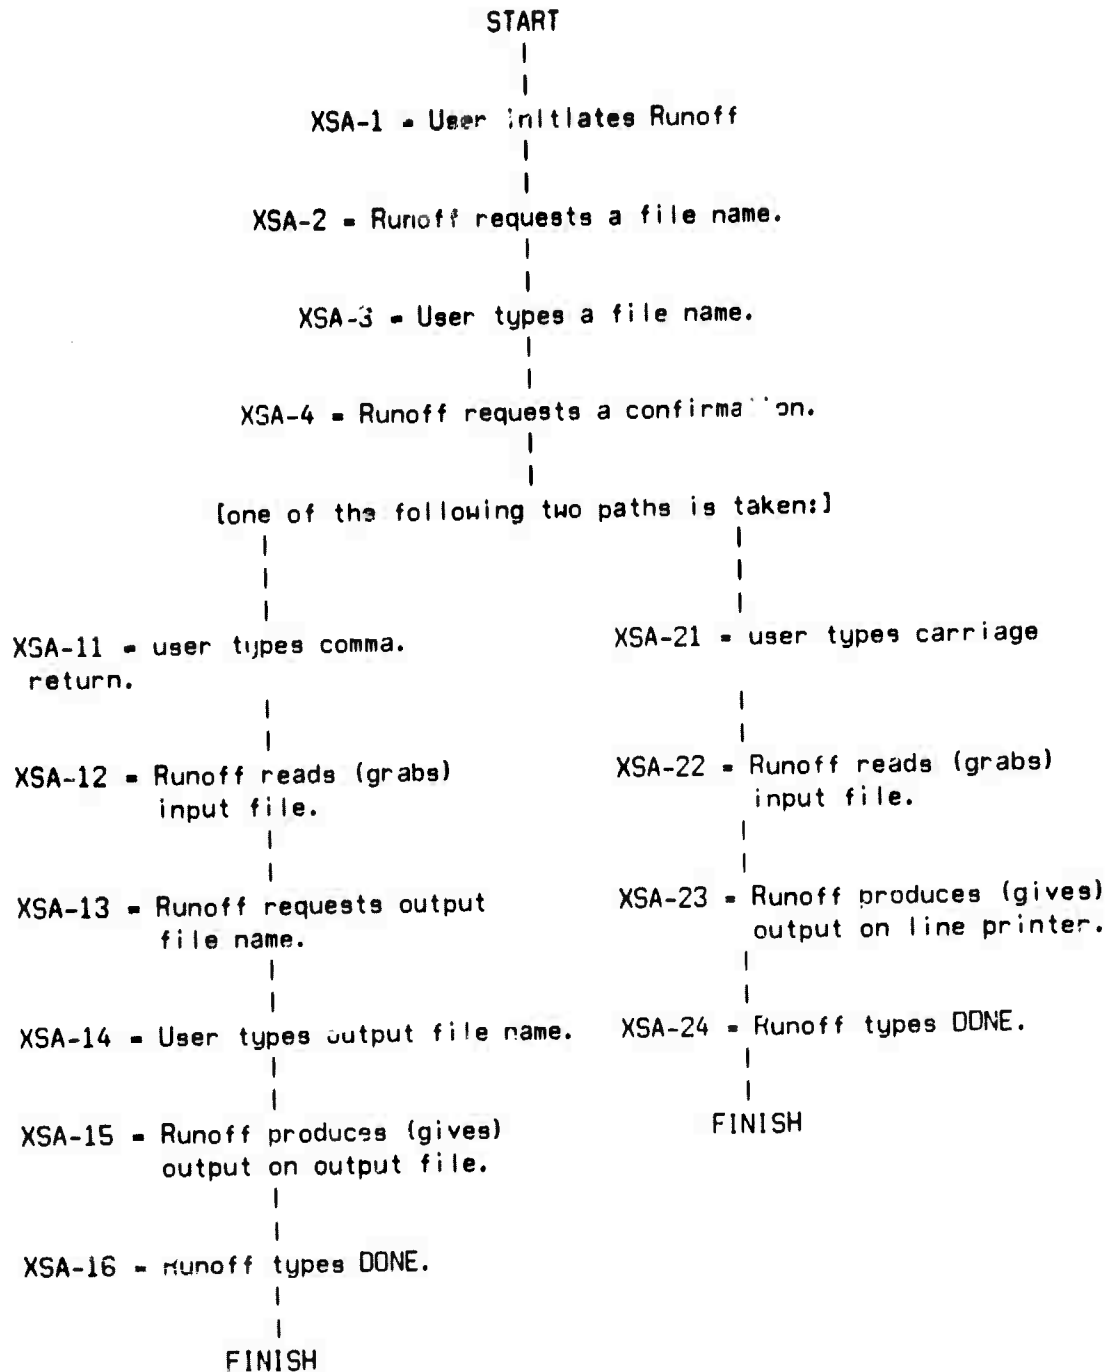 START
XSA-1 = User initiates Runoff
XSA-2 = Runoff requests a file name.
XSA-3 = User types a file name.
XSA-4 = Runoff requests a confirmation.
[one of the following two paths is taken:]
XSA-11 = user types comma.
return.
XSA-12 = Runoff reads (grabs)
input file.
XSA-13 = Runoff requests output
file name.
XSA-14 = User types output file name.
XSA-15 = Runoff produces (gives)
output on output file.
XSA-16 = Runoff types DONE.
FINISH
XSA-21 = user types carriage
XSA-22 = Runoff reads (grabs)
input file.
XSA-23 = Runoff produces (gives)
output on line printer.
XSA-24 = Runoff types DONE.
FINISH